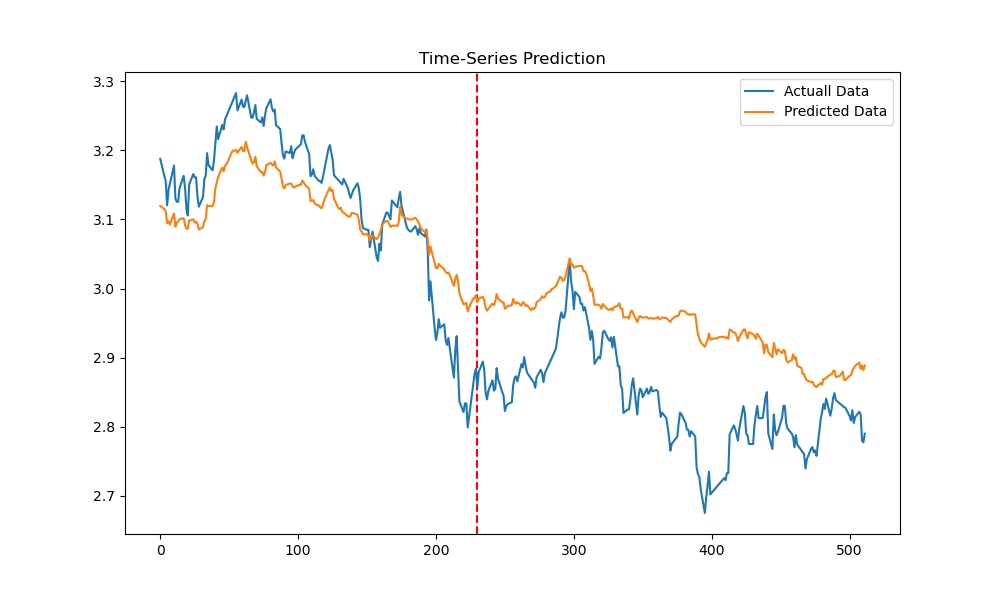 Time-Series Prediction
Actuall Data
Predicted Data
3.3
3.2
3.1
3.0
2.9
2.8
2.7
0 100 200 300 400 500